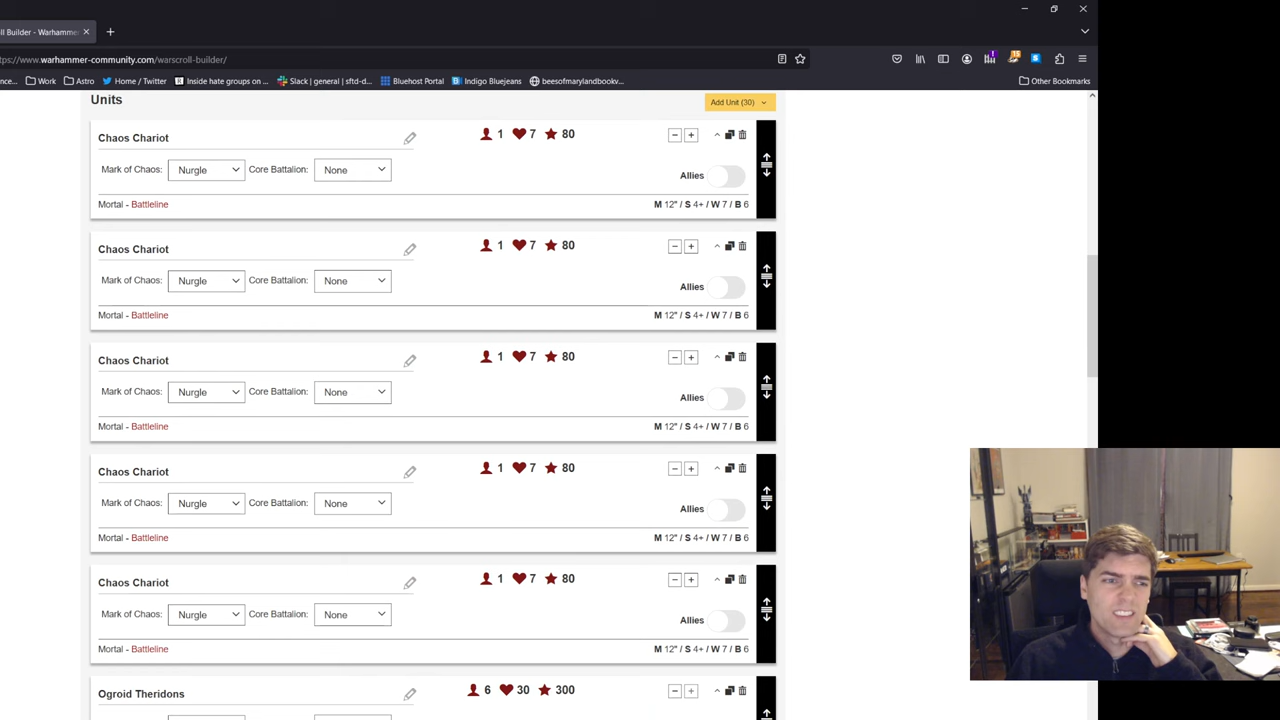 ll Builder - Warhamme
ttps://www.warhammer-community.com/warscroll-builder/
nce... Work Astro Home / Twitter Inside hate groups on ... Slack | general | sftd-d... Bluehost Portal Indigo Bluejeans beesofmarylandbookv... Other Bookmarks
Units
Add Unit (30)
Chaos Chariot 1 7 80
Mark of Chaos: Nurgle Core Battalion: None
Allies
Mortal - Battleline M 12" / S 4+ / W 7 / B 6
Chaos Chariot 1 7 80
Mark of Chaos: Nurgle Core Battalion: None
Allies
Mortal - Battleline M 12" / S 4+ / W 7 / B 6
Chaos Chariot 1 7 80
Mark of Chaos: Nurgle Core Battalion: None
Allies
Mortal - Battleline M 12" / S 4+ / W 7 / B 6
Chaos Chariot 1 7 80
Mark of Chaos: Nurgle Core Battalion: None
Allies
Mortal - Battleline M 12" / S 4+ / W 7 / B 6
Chaos Chariot 1 7 80
Mark of Chaos: Nurgle Core Battalion: None
Allies
Mortal - Battleline M 12" / S 4+ / W 7 / B 6
Ogroid Theridons 6 30 300